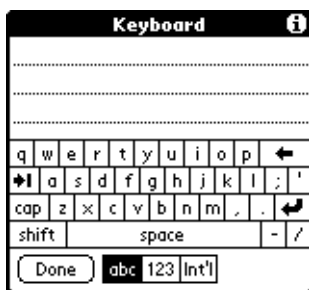 Keyboard i
q w e r t y u i o p ←
→| a s d f g h j k l ; '
cap z x c v b n m , . ↵
shift space - /
Done abc 123 Int'l